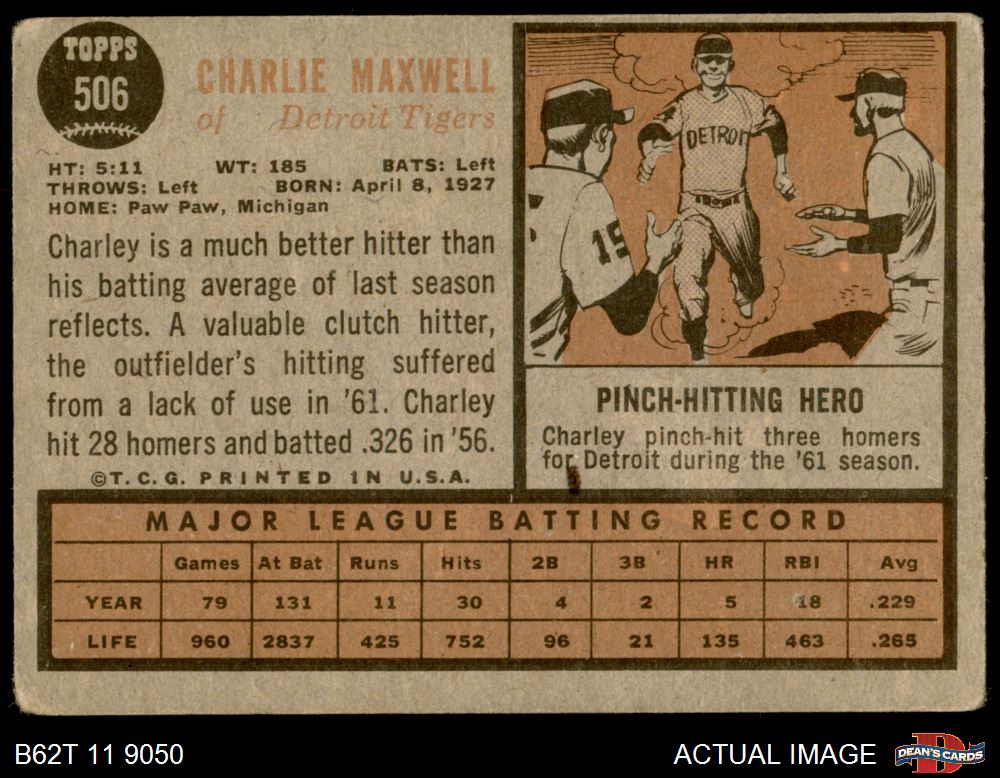 TOPPS
506
CHARLIE MAXWELL
of Detroit Tigers
HT: 5:11 WT: 185 BATS: Left
THROWS: Left BORN: April 8, 1927
HOME: Paw Paw, Michigan
Charley is a much better hitter than
his batting average of last season
reflects. A valuable clutch hitter,
the outfielder's hitting suffered
from a lack of use in '61. Charley
hit 28 homers and batted .326 in '56.
©T. C. G. PRINTED IN U.S.A.
15
DETROIT
PINCH-HITTING HERO
Charley pinch-hit three homers
for Detroit during the '61 season.
MAJOR LEAGUE BATTING RECORD
Games At Bat Runs Hits 2B 3B HR RBI Avg
YEAR 79 131 11 30 4 2 5 18 .229
LIFE 960 2837 425 752 96 21 135 463 .265
B62T 11 9050
ACTUAL IMAGE
D
DEAN'S CARDS